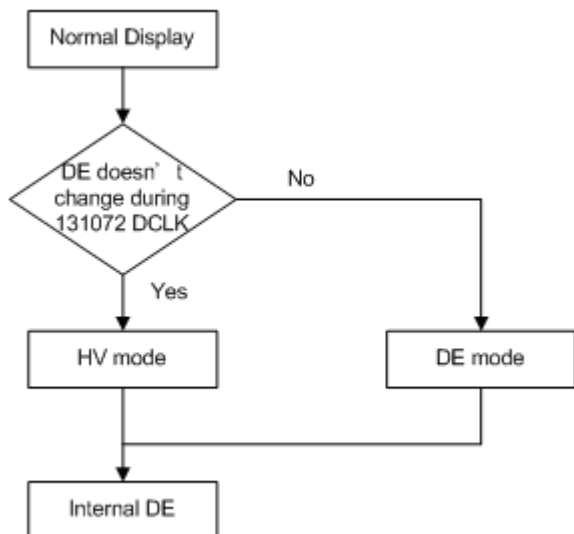 Normal Display
DE doesn’ t
change during
131072 DCLK
No
Yes
HV mode
DE mode
Internal DE